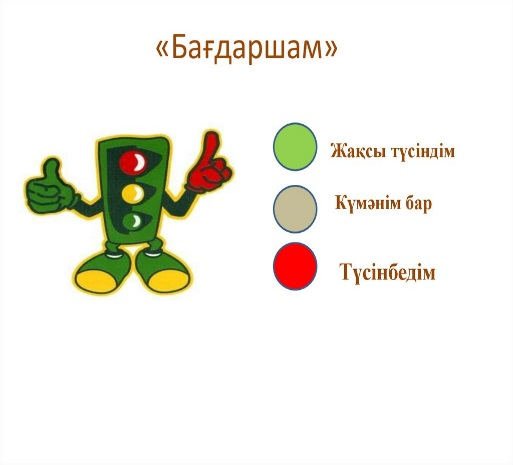 «Бағдаршам»
Жақсы түсіндім
Күмәнім бар
Түсінбедім